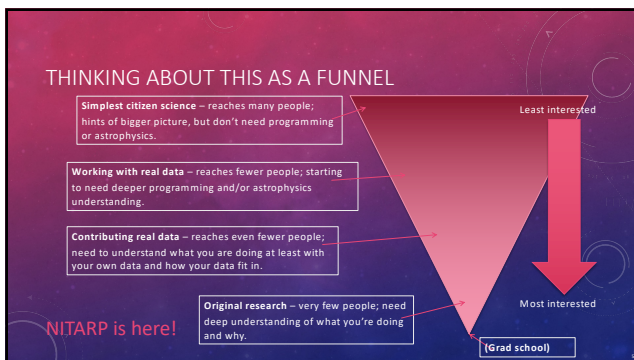 THINKING ABOUT THIS AS A FUNNEL
Simplest citizen science – reaches many people;
hints of bigger picture, but don't need programming
or astrophysics.
Least interested
Working with real data – reaches fewer people; starting
to need deeper programming and/or astrophysics
understanding.
Contributing real data – reaches even fewer people;
need to understand what you are doing at least with
your own data and how your data fit in.
Original research – very few people; need
deep understanding of what you're doing
and why.
Most interested
NITARP is here!
(Grad school)